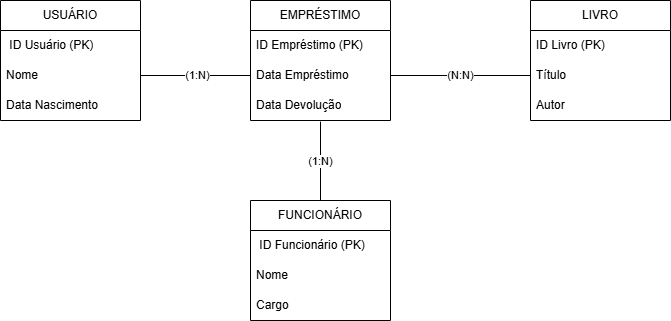 USUÁRIO
ID Usuário (PK)
Nome
Data Nascimento
(1:N)
EMPRÉSTIMO
ID Empréstimo (PK)
Data Empréstimo
Data Devolução
(N:N)
LIVRO
ID Livro (PK)
Título
Autor
(1:N)
FUNCIONÁRIO
ID Funcionário (PK)
Nome
Cargo